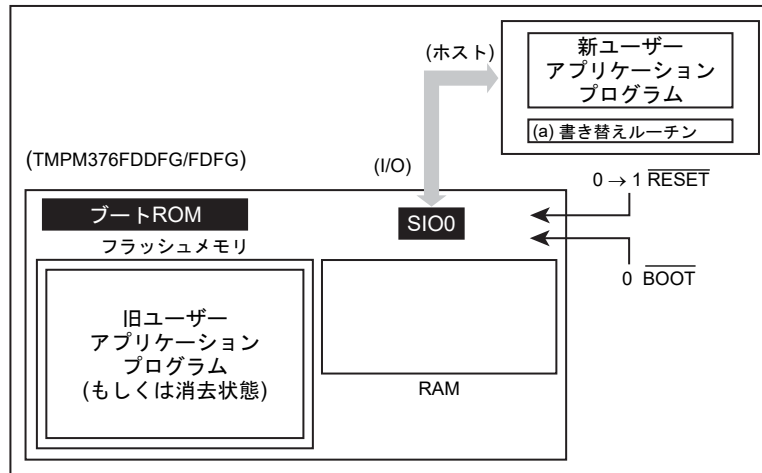 (ホスト)
新ユーザー
アプリケーション
プログラム
(a) 書き替えルーチン
(TMPM376FDDFG/FDFG)
(I/O)
0 → 1 RESET
ブートROM
SIO0
フラッシュメモリ
0 BOOT
旧ユーザー
アプリケーション
プログラム
(もしくは消去状態)
RAM